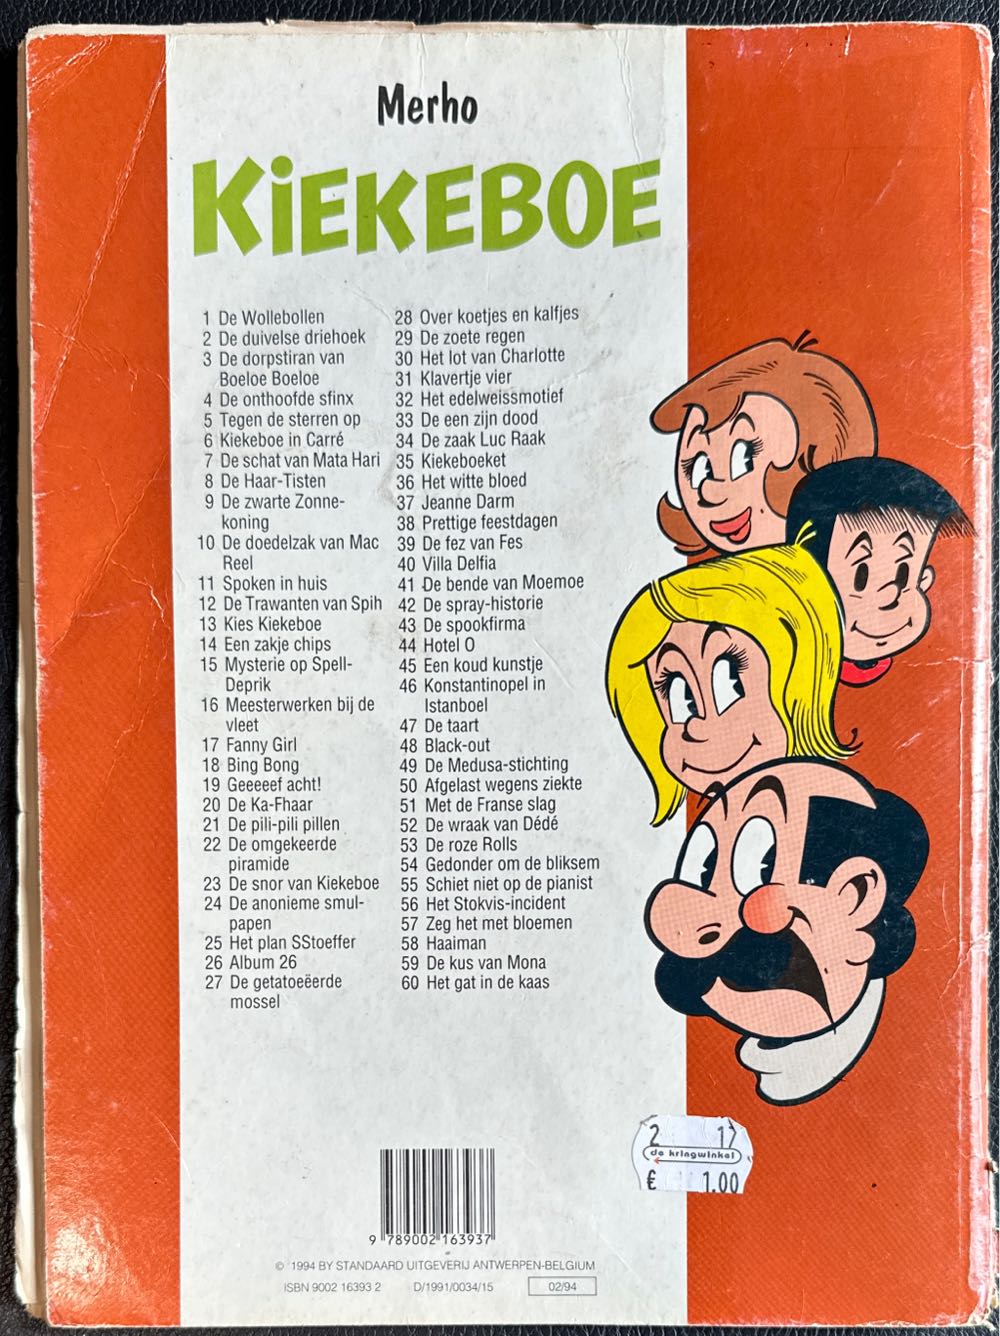 Merho
KiEKEBOE
1 De Wollebollen
2 De duivelse driehoek
3 De dorpstiran van
Boeloe Boeloe
4 De onthoofde sfinx
5 Tegen de sterren op
6 Kiekeboe in Carré
7 De schat van Mata Hari
8 De Haar-Tisten
9 De zwarte Zonne-
koning
10 De doedelzak van Mac
Reel
11 Spoken in huis
12 De Trawanten van Spih
13 Kies Kiekeboe
14 Een zakje chips
15 Mysterie op Spell-
Deprik
16 Meesterwerken bij de
vleet
17 Fanny Girl
18 Bing Bong
19 Geeeeef acht!
20 De Ka-Fhaar
21 De pili-pili pillen
22 De omgekeerde
piramide
23 De snor van Kiekeboe
24 De anonieme smul-
papen
25 Het plan SStoeffer
26 Album 26
27 De getatoeëerde
mossel
28 Over koetjes en kalfjes
29 De zoete regen
30 Het lot van Charlotte
31 Klavertje vier
32 Het edelweissmotief
33 De een zijn dood
34 De zaak Luc Raak
35 Kiekeboeket
36 Het witte bloed
37 Jeanne Darm
38 Prettige feestdagen
39 De fez van Fes
40 Villa Delfia
41 De bende van Moemoe
42 De spray-historie
43 De spookfirma
44 Hotel O
45 Een koud kunstje
46 Konstantinopel in
Istanboel
47 De taart
48 Black-out
49 De Medusa-stichting
50 Afgelast wegens ziekte
51 Met de Franse slag
52 De wraak van Dédé
53 De roze Rolls
54 Gedonder om de bliksem
55 Schiet niet op de pianist
56 Het Stokvis-incident
57 Zeg het met bloemen
58 Haaiman
59 De kus van Mona
60 Het gat in de kaas
2 17
de kringwinkel
€ 1.00
9 789002 163937
© 1994 BY STANDAARD UITGEVERIJ ANTWERPEN-BELGIUM
ISBN 9002 16393 2 D/1991/0034/15 02/94